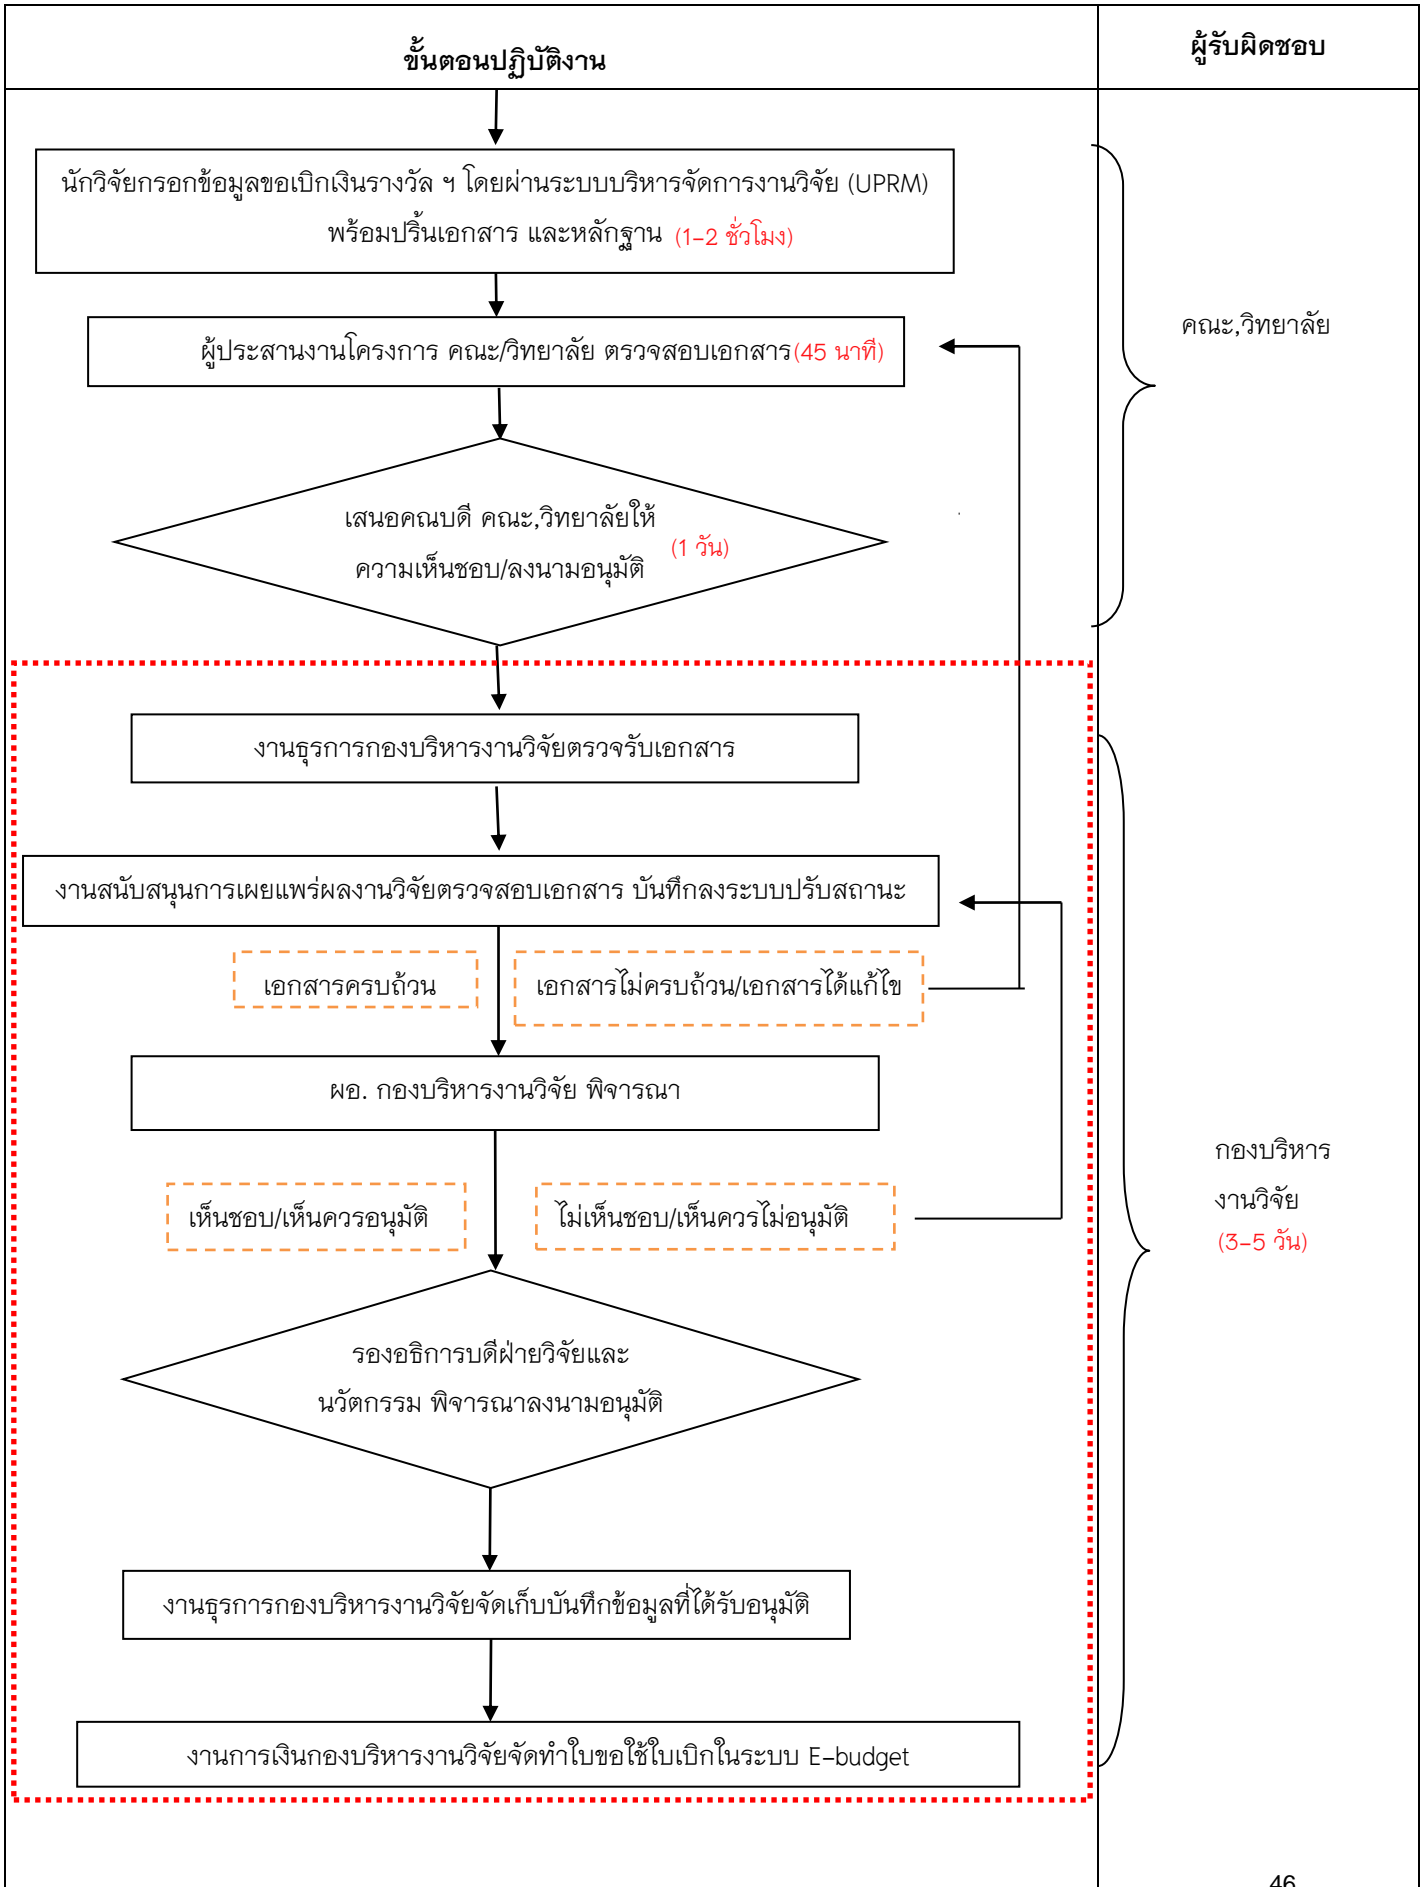 ขั้นตอนปฏิบัติงาน
ผู้รับผิดชอบ
นักวิจัยกรอกข้อมูลขอเบิกเงินรางวัล ฯ โดยผ่านระบบบริหารจัดการงานวิจัย (UPRM)
พร้อมปริ้นเอกสาร และหลักฐาน (1-2 ชั่วโมง)
คณะ,วิทยาลัย
ผู้ประสานงานโครงการ คณะ/วิทยาลัย ตรวจสอบเอกสาร(45 นาที)
เสนอคณบดี คณะ,วิทยาลัยให้
ความเห็นชอบ/ลงนามอนุมัติ (1 วัน)
งานธุรการกองบริหารงานวิจัยตรวจรับเอกสาร
งานสนับสนุนการเผยแพร่ผลงานวิจัยตรวจสอบเอกสาร บันทึกลงระบบปรับสถานะ
เอกสารครบถ้วน
เอกสารไม่ครบถ้วน/เอกสารได้แก้ไข
ผอ. กองบริหารงานวิจัย พิจารณา
กองบริหาร
งานวิจัย
(3-5 วัน)
เห็นชอบ/เห็นควรอนุมัติ
ไม่เห็นชอบ/เห็นควรไม่อนุมัติ
รองอธิการบดีฝ่ายวิจัยและ
นวัตกรรม พิจารณาลงนามอนุมัติ
งานธุรการกองบริหารงานวิจัยจัดเก็บบันทึกข้อมูลที่ได้รับอนุมัติ
งานการเงินกองบริหารงานวิจัยจัดทำใบขอใช้ใบเบิกในระบบ E-budget
46